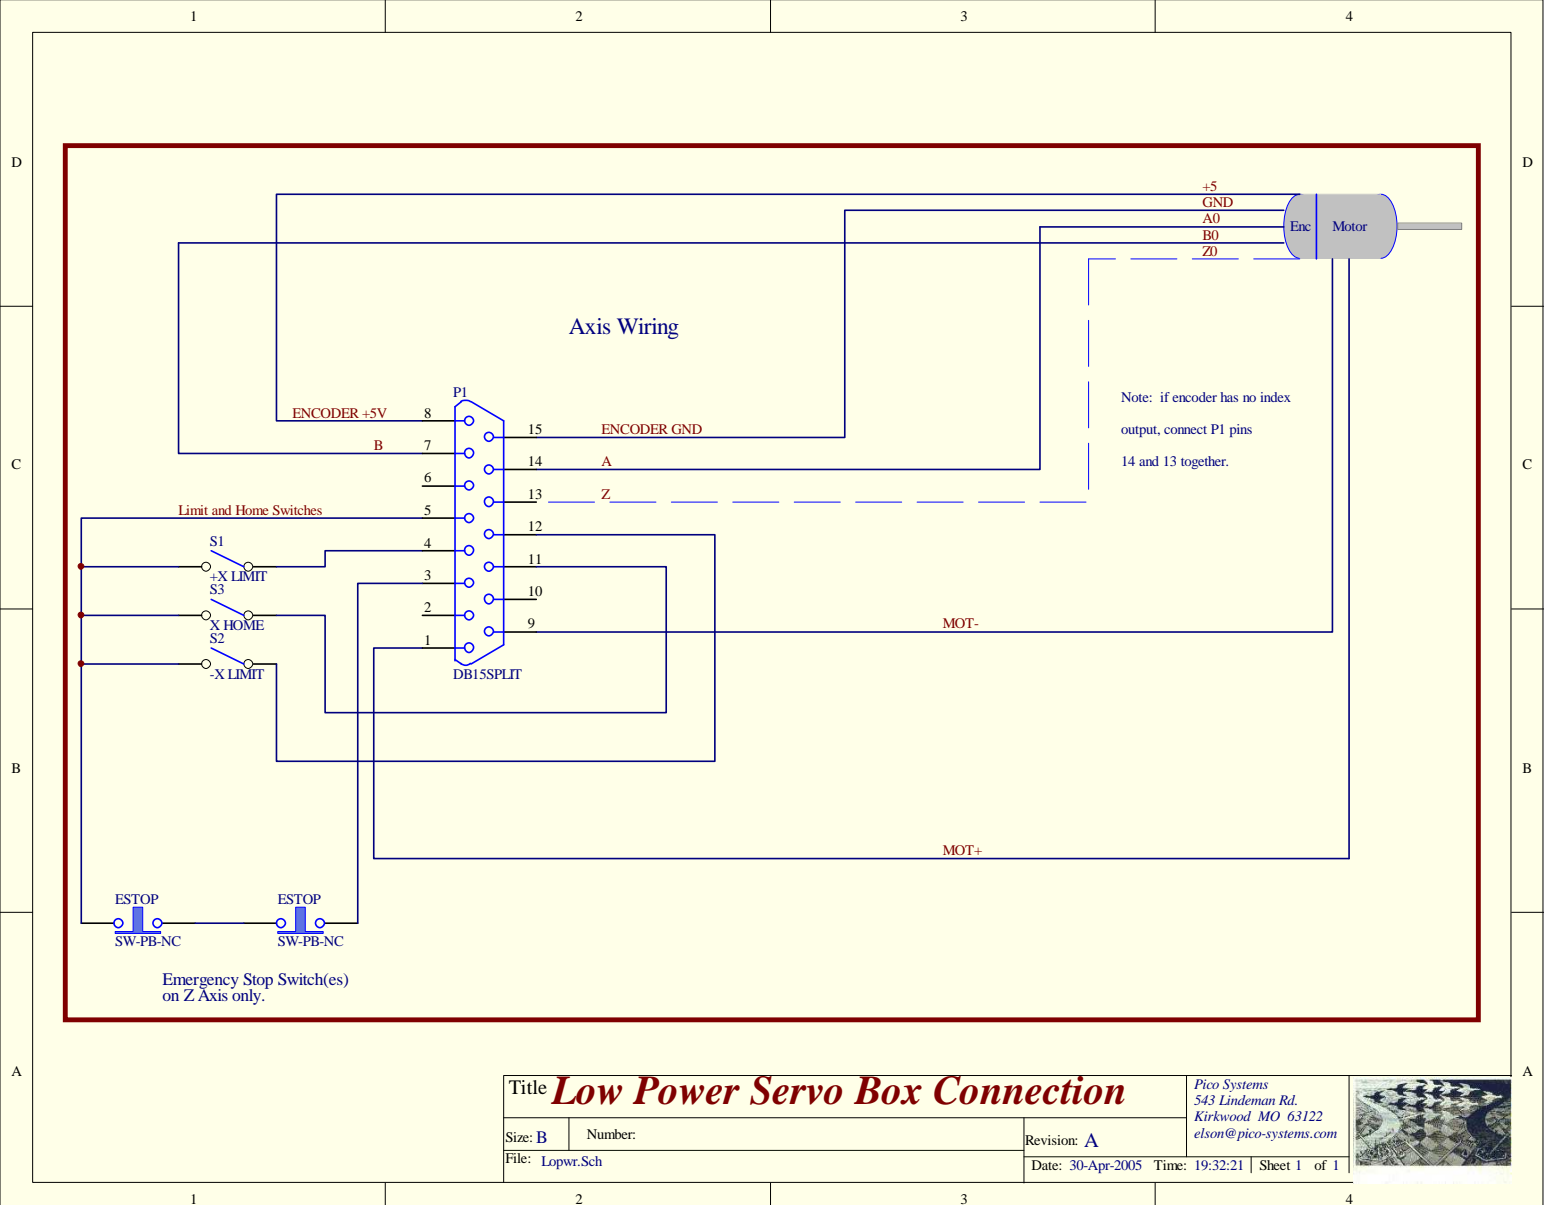 1 2 3 4
D D
+5
GND
A0
B0
Z0
Enc Motor
Axis Wiring
P1
Note: if encoder has no index
output, connect P1 pins
14 and 13 together.
ENCODER +5V 8
15 ENCODER GND
B 7
14 A
C C
6
13 Z
Limit and Home Switches 5
12
S1
4
11
+X LIMIT
3
S3
10
2
X HOME
9 MOT-
S2
1
-X LIMIT
DB15SPLIT
B B
MOT+
ESTOP ESTOP
SW-PB-NC SW-PB-NC
Emergency Stop Switch(es)
on Z Axis only.
A A
Title Low Power Servo Box Connection
Pico Systems
543 Lindeman Rd.
Kirkwood MO 63122
elson@pico-systems.com
Size: B Number:
Revision: A
File: Lopwr.Sch
Date: 30-Apr-2005 Time: 19:32:21 Sheet 1 of 1
1 2 3 4